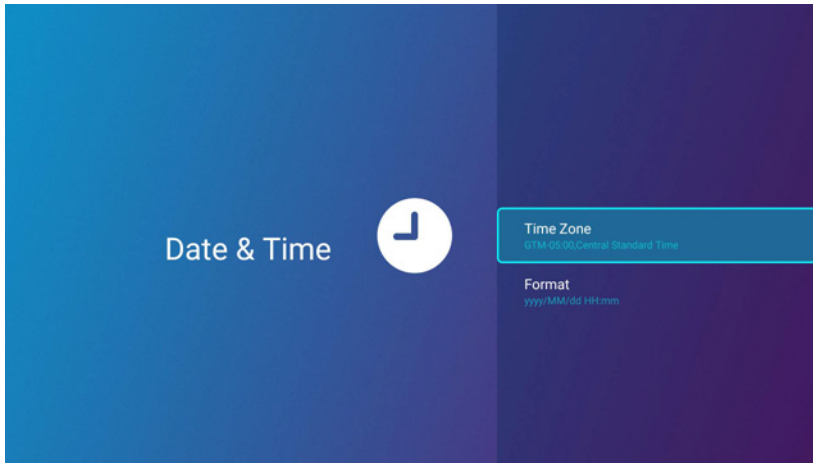 Date & Time
Time Zone
GTM-05:00,Central Standard Time
Format
yyyy/MM/dd HH:mm